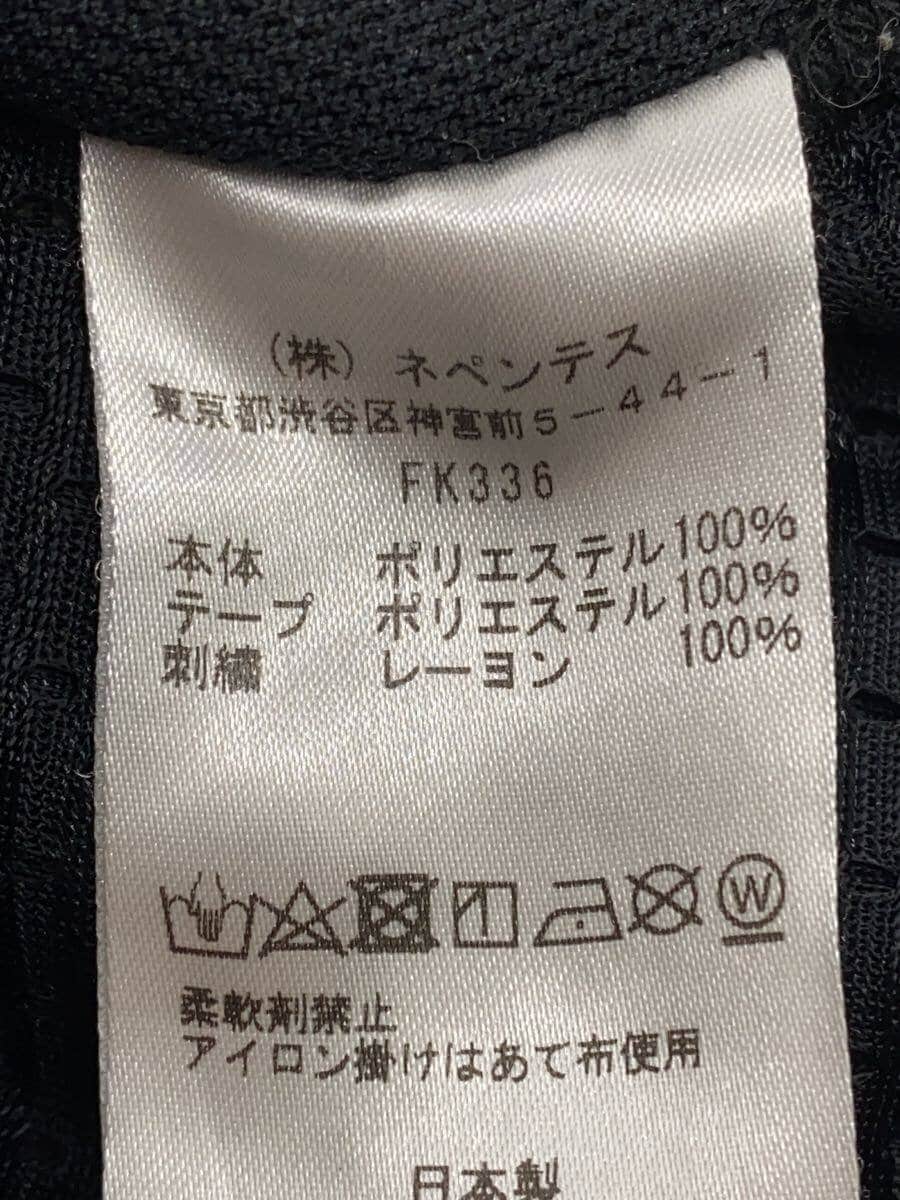 (株) ネペンテス
東京都渋谷区神宮前5-44-1
FK336
本体 ポリエステル100%
テープ ポリエステル100%
刺繍 レーヨン 100%
W
柔軟剤禁止
アイロン掛けはあて布使用
日本製